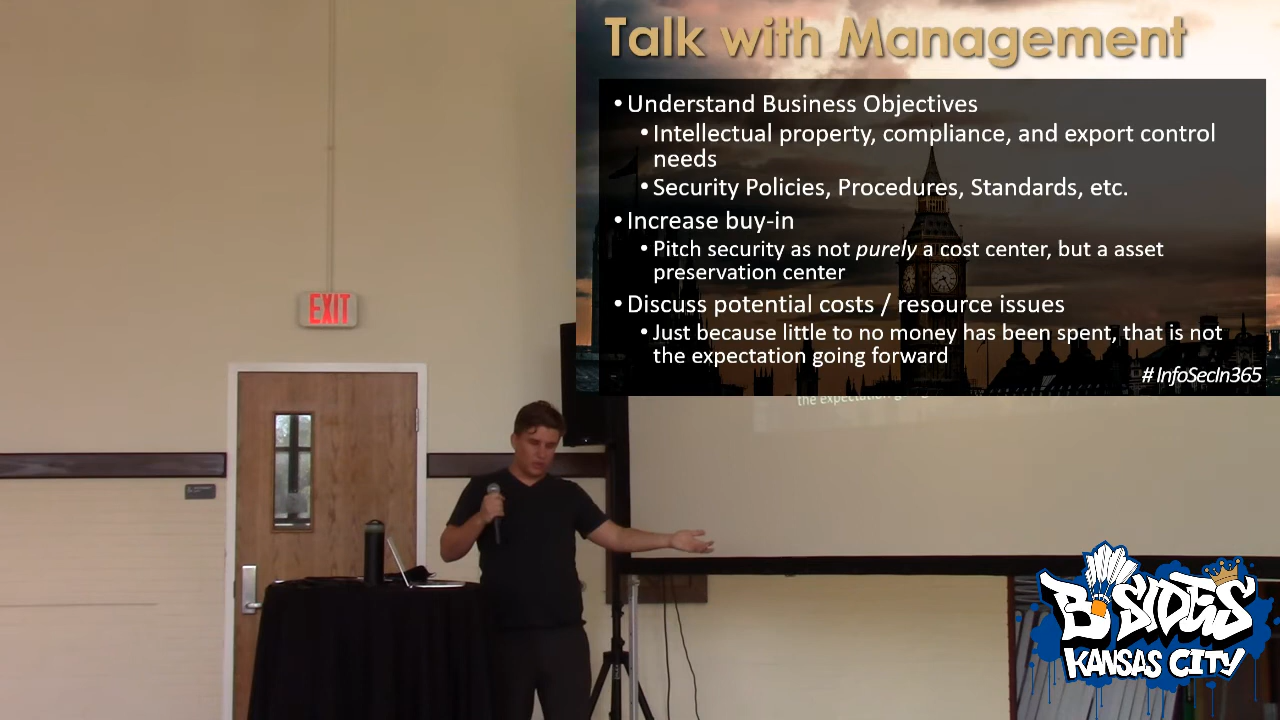 Talk with Management
• Understand Business Objectives
• Intellectual property, compliance, and export control
needs
• Security Policies, Procedures, Standards, etc.
• Increase buy-in
• Pitch security as not purely a cost center, but a asset
preservation center
• Discuss potential costs / resource issues
• Just because little to no money has been spent, that is not
the expectation going forward
# InfoSecIn365
EXIT
the expectation
B-SIDES
KANSAS CITY